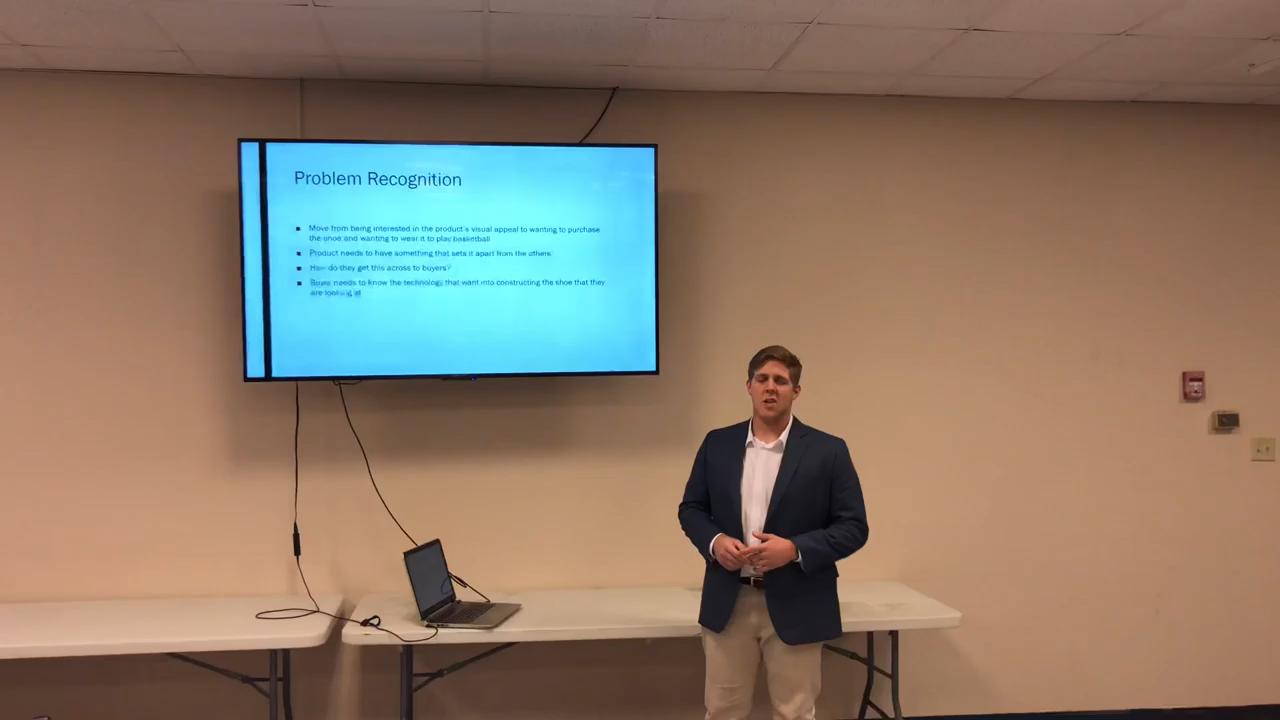 Problem Recognition
Move from being interested in the product's visual appeal to wanting to purchase
the shoe and wanting to wear it to play basketball
Product needs to have something that sets it apart from the others.
How do they get this across to buyers?
needs to know the technology that want into constructing the shoe that they
are looking at